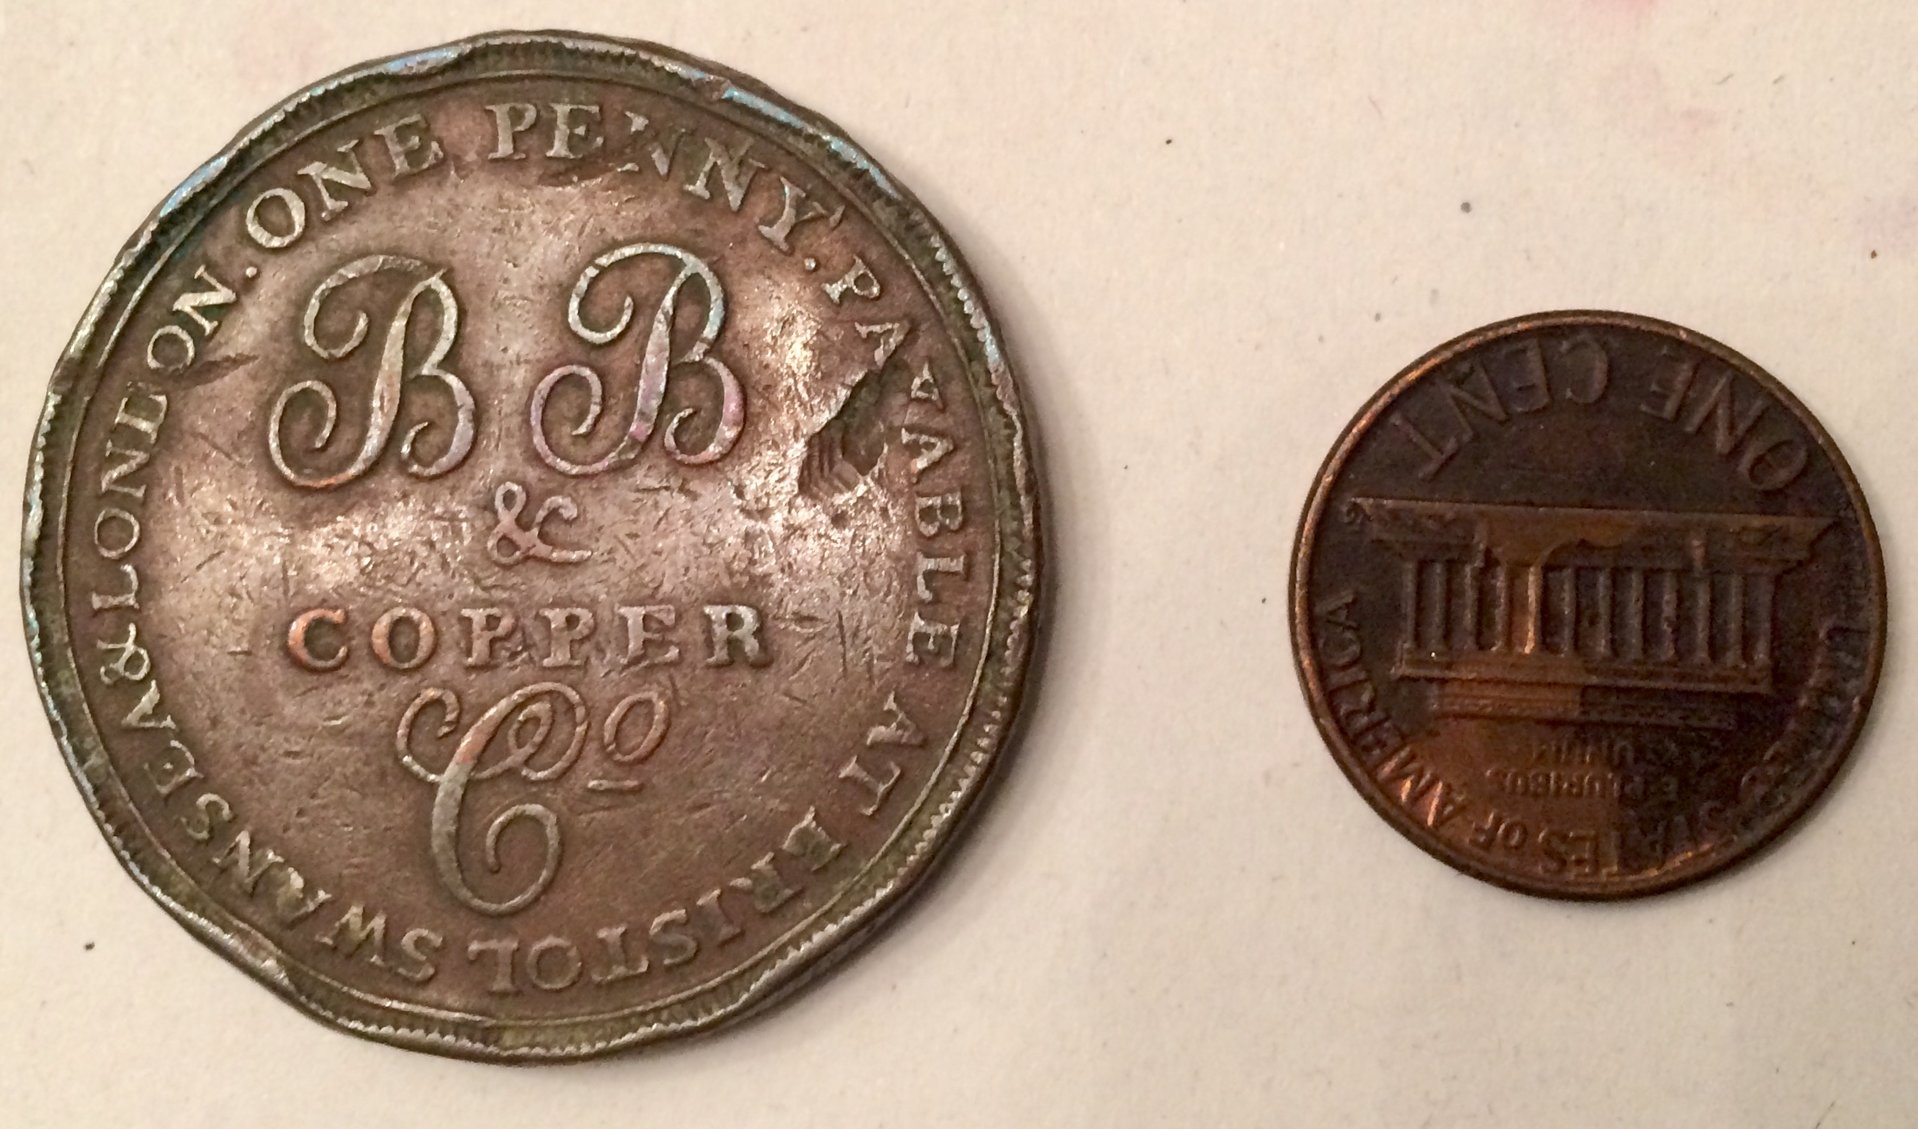 ONE PENNY. PAYABLE AT BRISTOL SWANSEA & LONDON.
B B
&
COPPER
Co
ONE CENT
UNITED STATES OF AMERICA
E PLURIBUS
UNUM